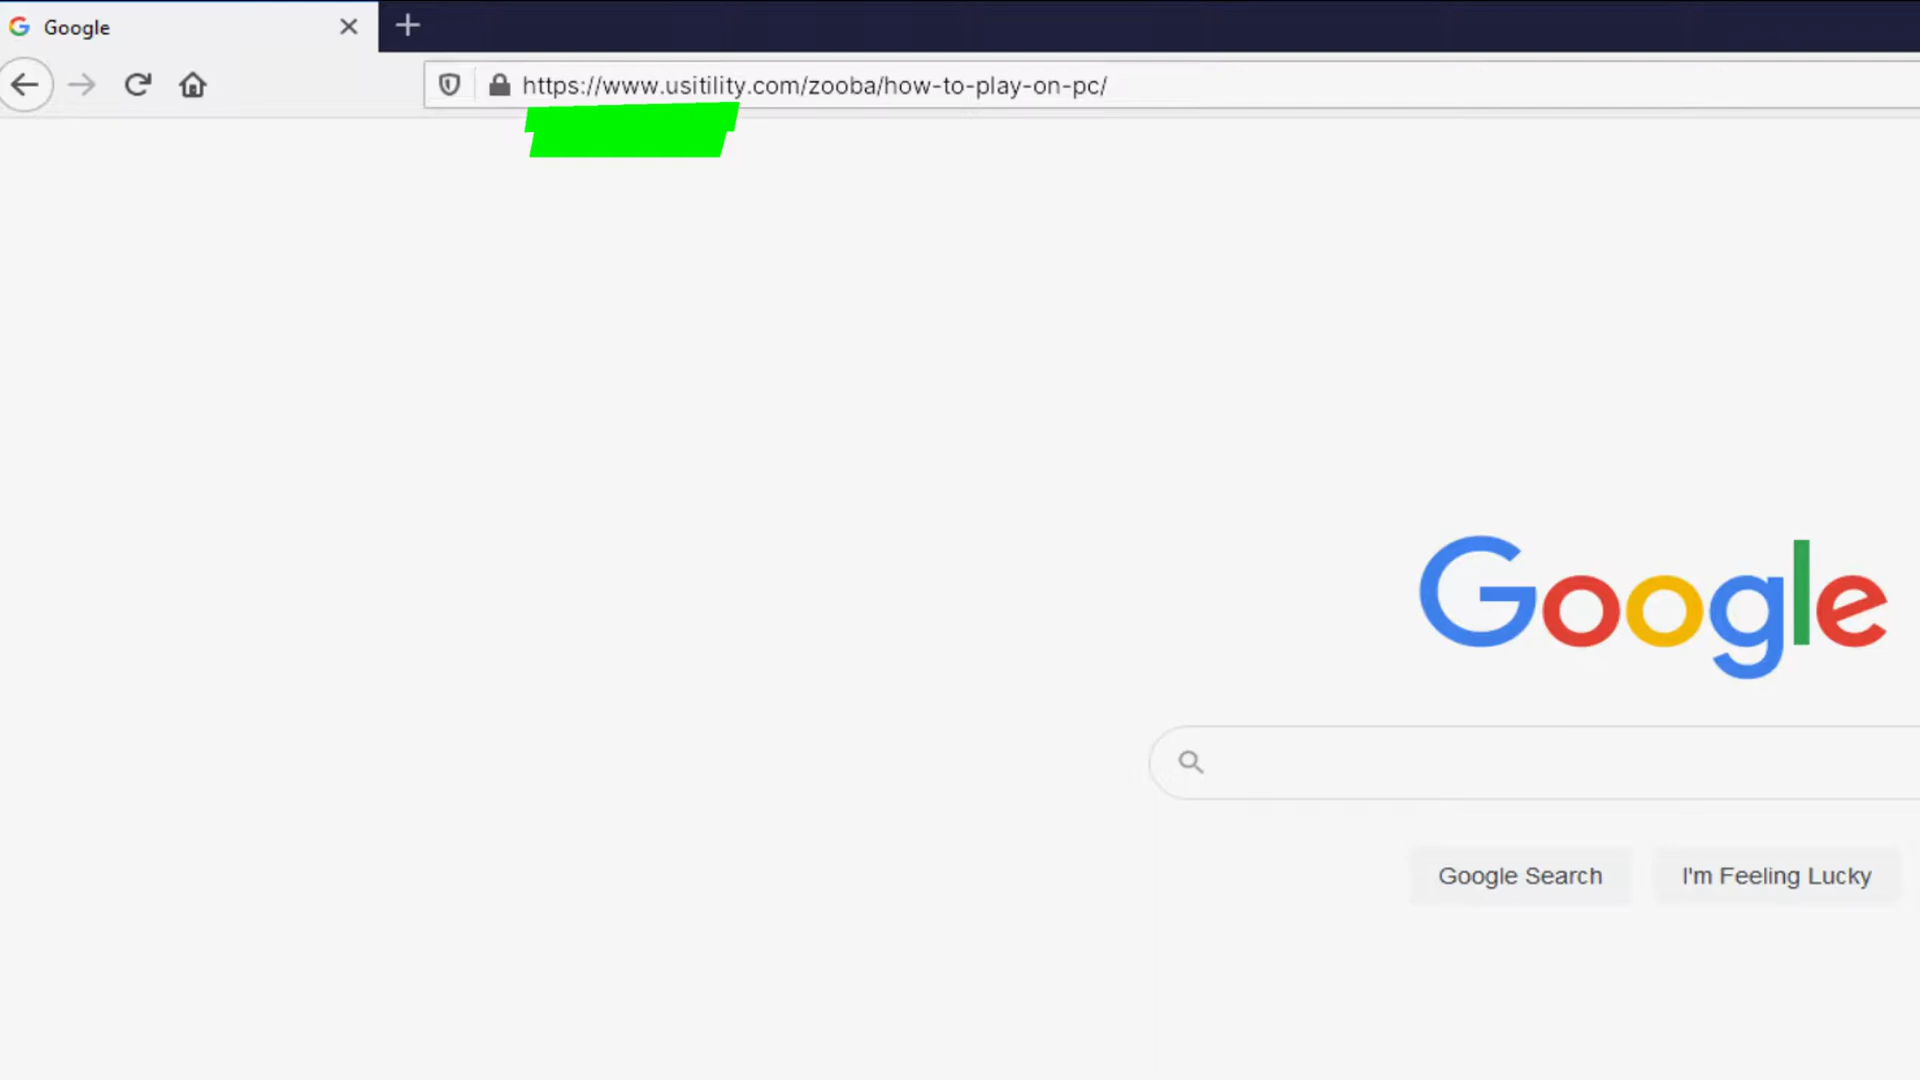 Google
https://www.usitility.com/zooba/how-to-play-on-pc/
Google
Google Search
I'm Feeling Lucky